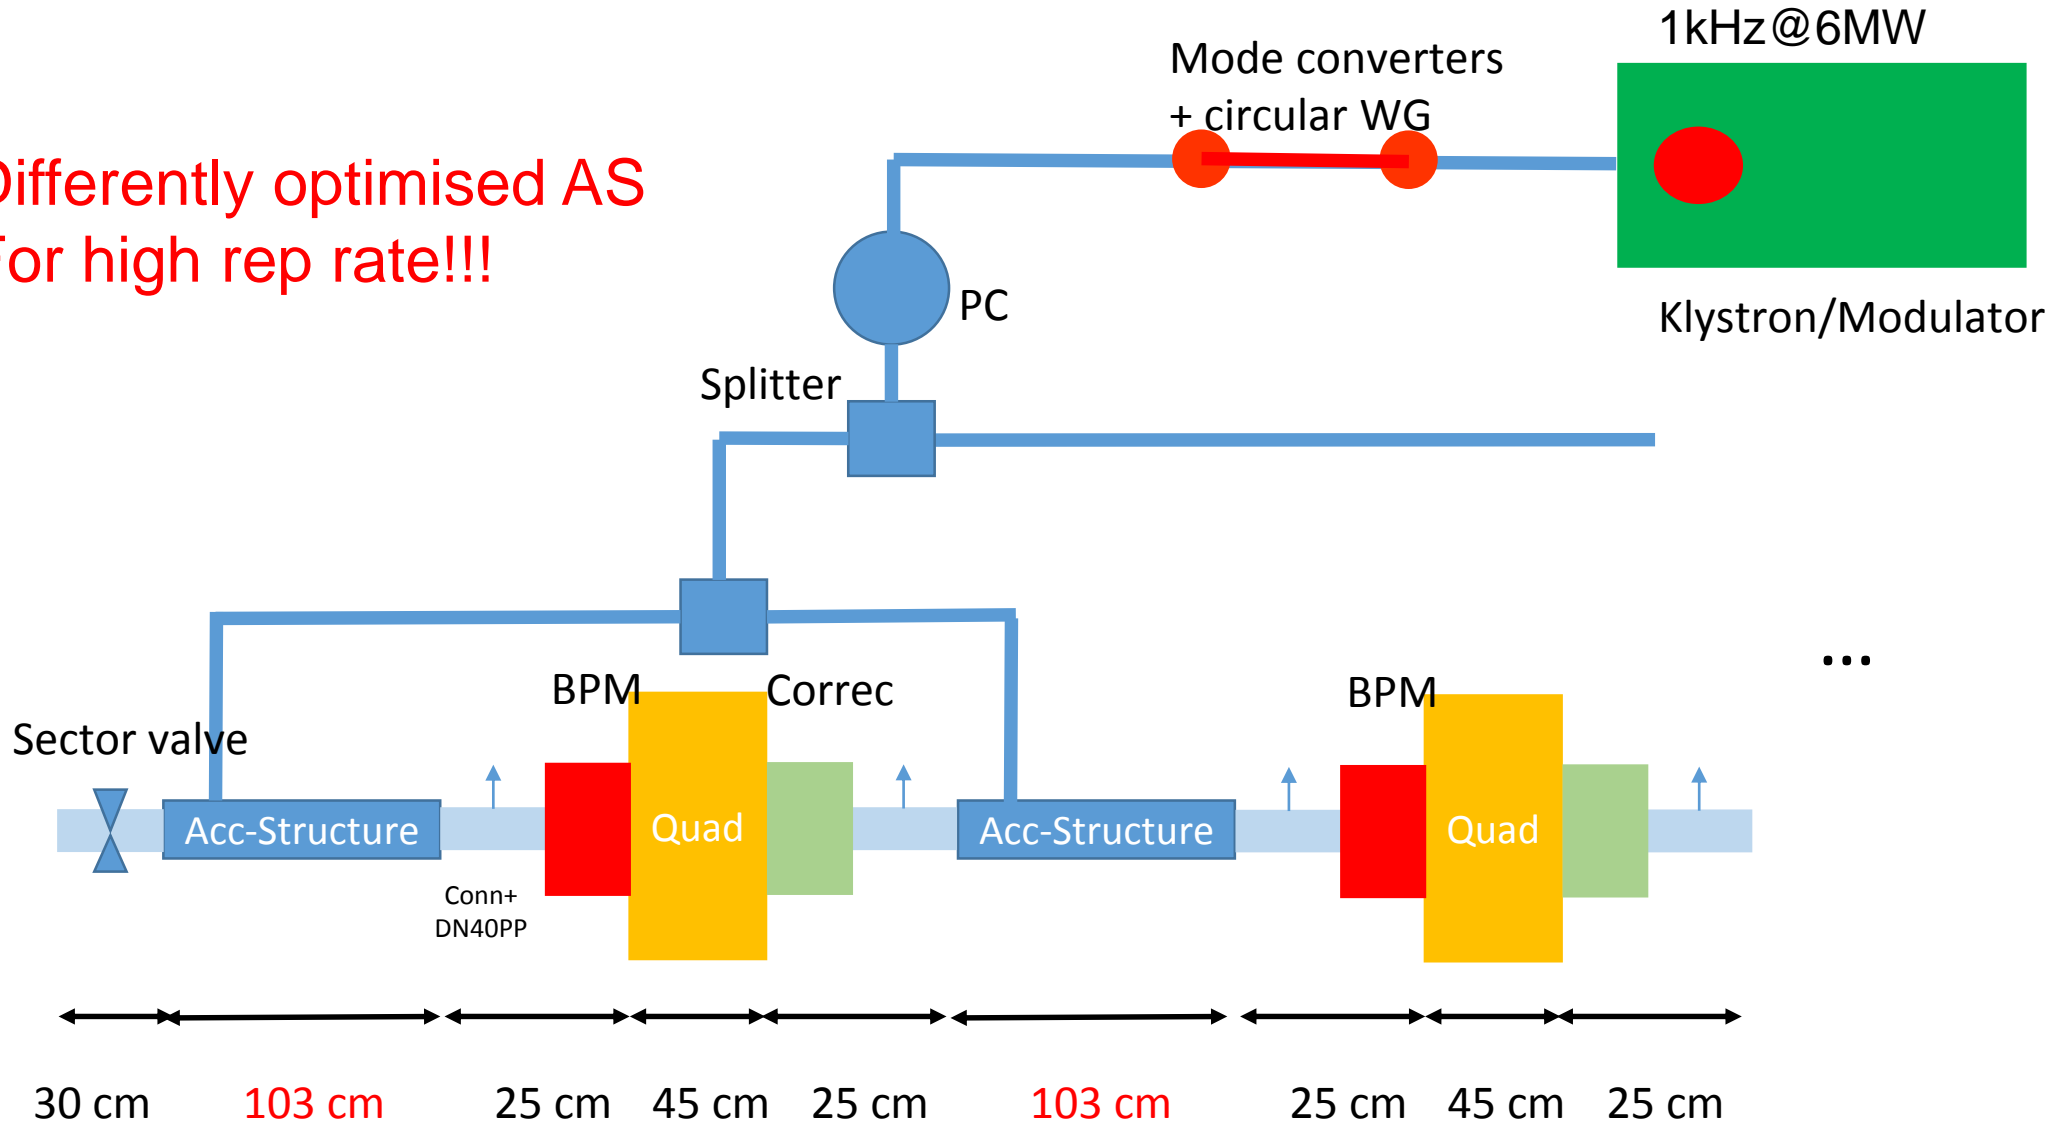 1kHz@6MW
Mode converters
+ circular WG
Differently optimised AS
For high rep rate!!!
PC
Klystron/Modulator
Splitter
...
BPM
Correc
BPM
Sector valve
Acc-Structure
Quad
Acc-Structure
Quad
Conn+
DN40PP
30 cm
103 cm
25 cm
45 cm
25 cm
103 cm
25 cm
45 cm
25 cm